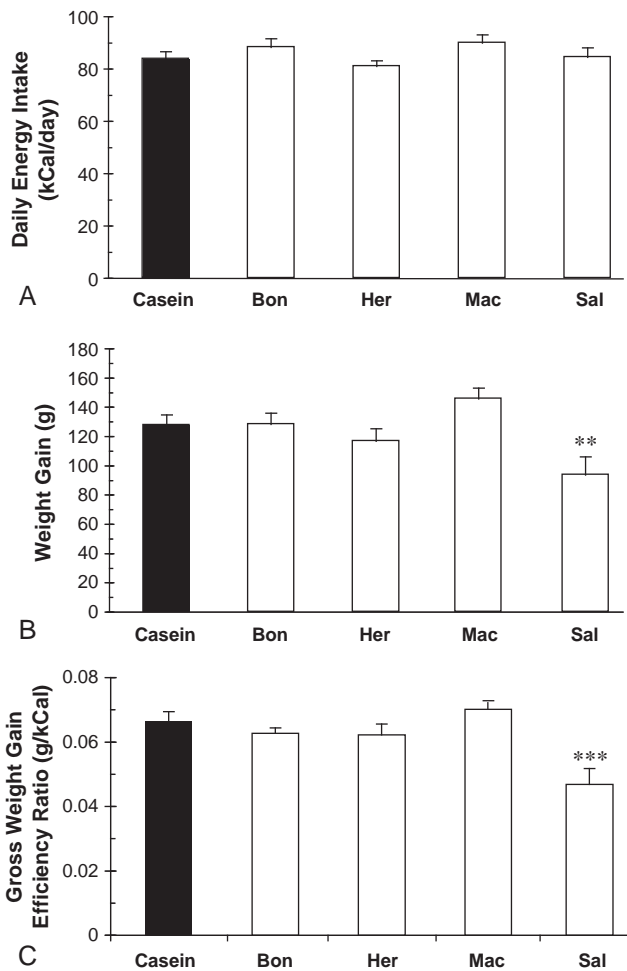 100
80
60
40
20
0
Daily Energy Intake
(kCal/day)
A
Casein Bon Her Mac Sal
180
160
140
120
100
80
60
40
20
0
Weight Gain (g)
**
B
Casein Bon Her Mac Sal
0.08
0.06
0.04
0.02
0
Gross Weight Gain
Efficiency Ratio (g/kCal)
***
C
Casein Bon Her Mac Sal